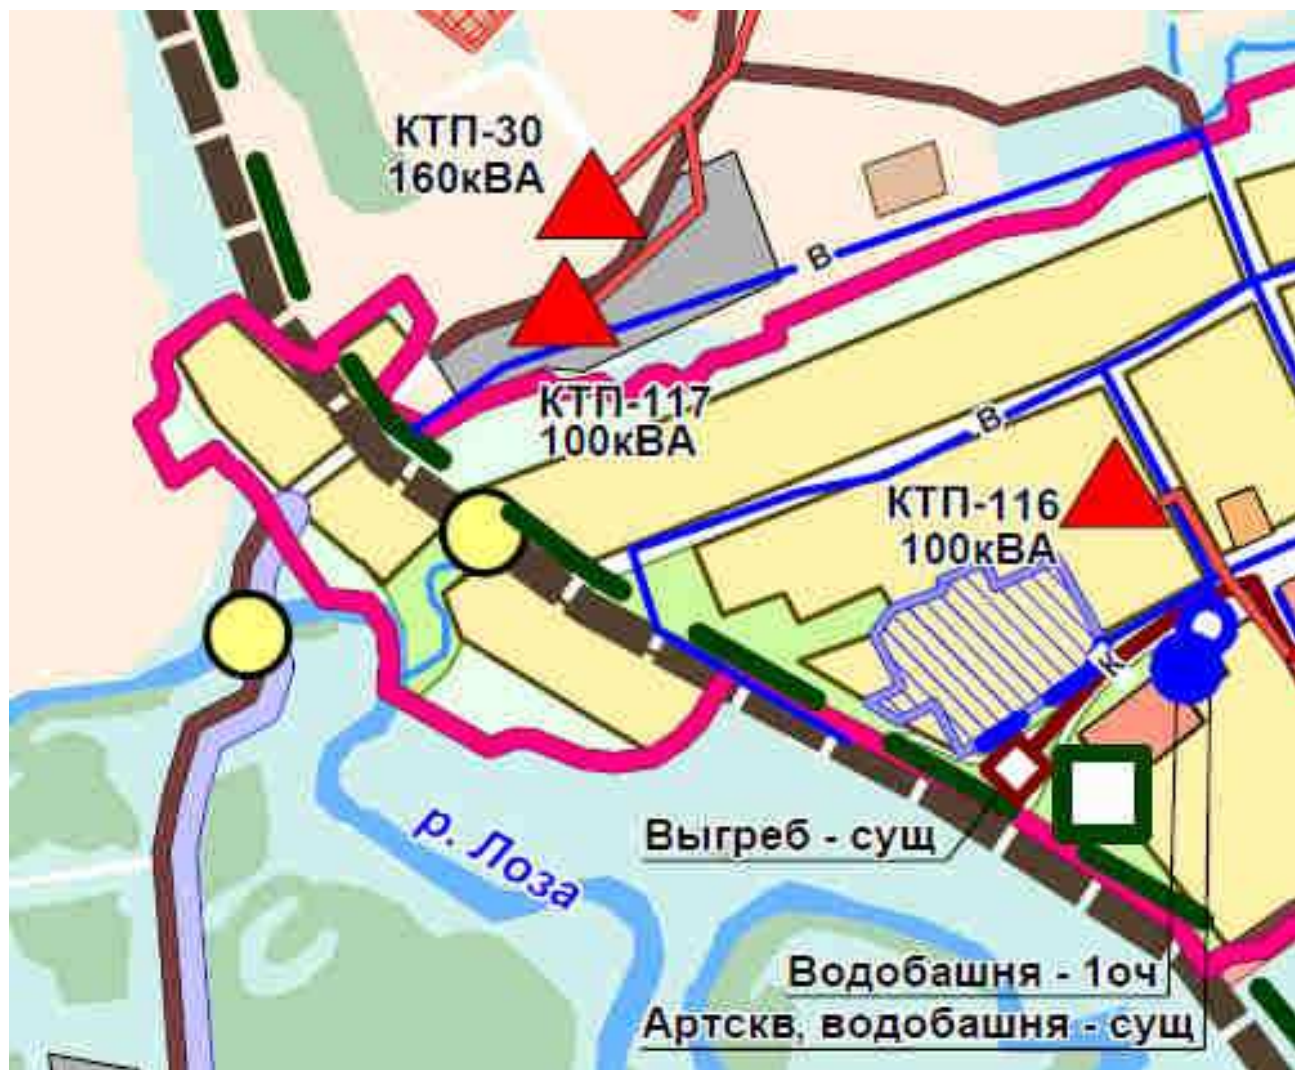 КТП-30
160кВА
В
КТП-117
100кВА
В
КТП-116
100кВА
К
Выгреб - сущ
р. Лоза
Водобашня - 1оч
Артскв, водобашня - сущ